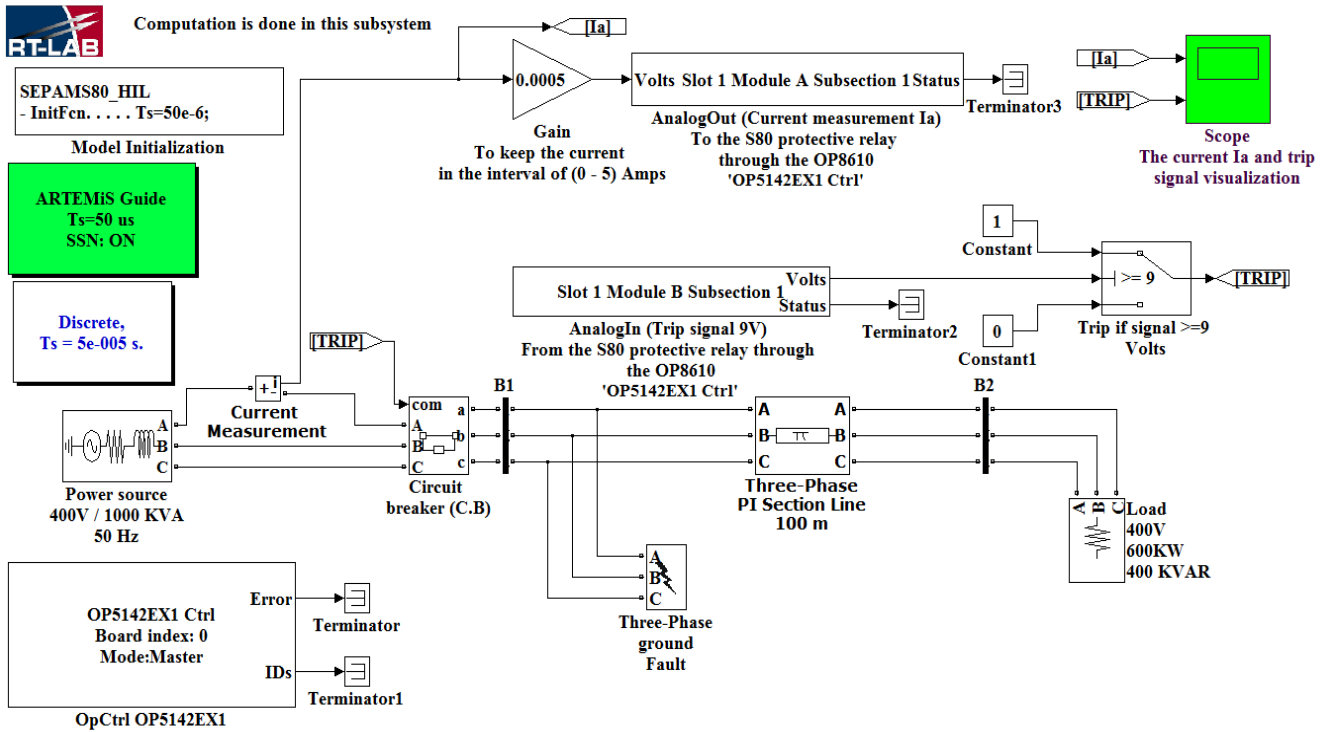 RT-LAB
Computation is done in this subsystem
SEPAMS80_HIL
- InitFcn. . . . . Ts=50e-6;
Model Initialization
ARTEMiS Guide
Ts=50 us
SSN: ON
Discrete,
Ts = 5e-005 s.
[Ia]
0.0005
Gain
To keep the current
in the interval of (0 - 5) Amps
Volts Slot 1 Module A Subsection 1 Status
AnalogOut (Current measurement Ia)
To the S80 protective relay
through the OP8610
'OP5142EX1 Ctrl'
Terminator3
[Ia]
[TRIP]
Scope
The current Ia and trip
signal visualization
1
Constant
Volts
Slot 1 Module B Subsection 1
Status
AnalogIn (Trip signal 9V)
From the S80 protective relay through
the OP8610
'OP5142EX1 Ctrl'
Terminator2
0
Constant1
>= 9
Trip if signal >=9
Volts
[TRIP]
[TRIP]
+ i
-
Current
Measurement
A
B
C
Power source
400V / 1000 KVA
50 Hz
com
A
B
C
a
b
c
Circuit
breaker (C.B)
B1
A
B
C
π
A
B
C
Three-Phase
PI Section Line
100 m
B2
A
B
C
Load
400V
600KW
400 KVAR
A
B
C
Three-Phase
ground
Fault
OP5142EX1 Ctrl
Board index: 0
Mode:Master
Error
IDs
OpCtrl OP5142EX1
Terminator
Terminator1